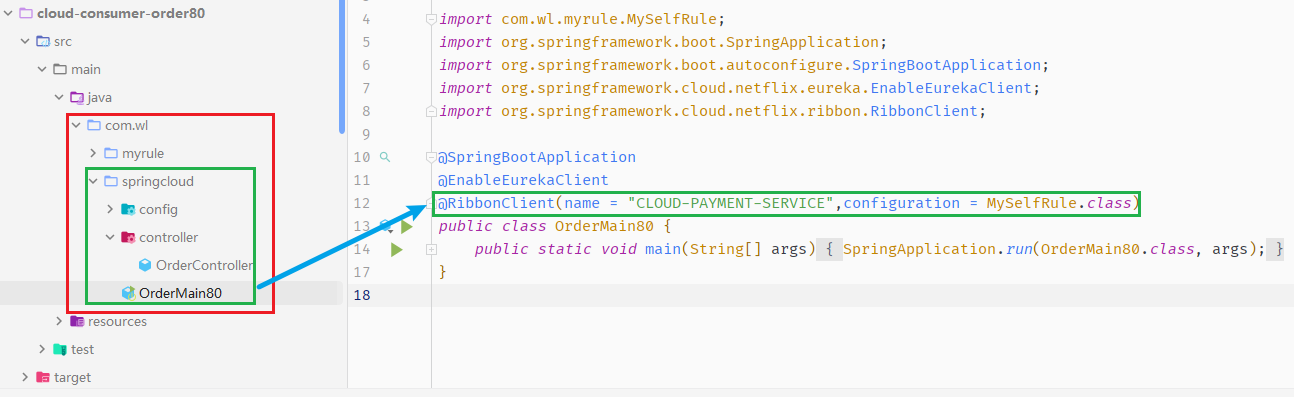 cloud-consumer-order80
src
main
java
com.wl
myrule
springcloud
config
controller
OrderController
OrderMain80
resources
test
target
4 import com.wl.myrule.MySelfRule;
5 import org.springframework.boot.SpringApplication;
6 import org.springframework.boot.autoconfigure.SpringBootApplication;
7 import org.springframework.cloud.netflix.eureka.EnableEurekaClient;
8 import org.springframework.cloud.netflix.ribbon.RibbonClient;
9
10 @SpringBootApplication
11 @EnableEurekaClient
12 @RibbonClient(name = "CLOUD-PAYMENT-SERVICE",configuration = MySelfRule.class)
13 public class OrderMain80 {
14 public static void main(String[] args) { SpringApplication.run(OrderMain80.class, args); }
17 }
18